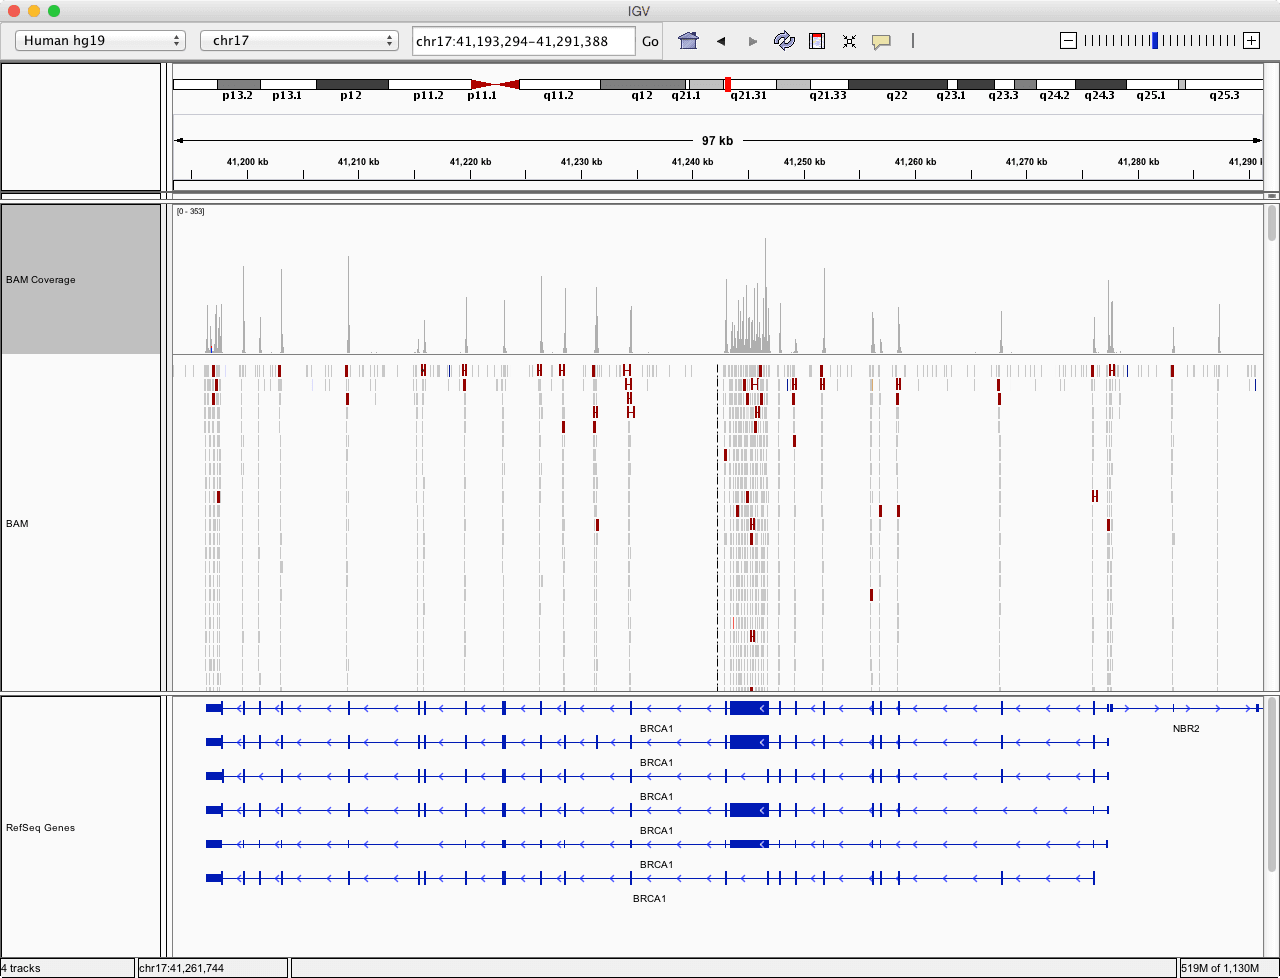 IGV
Human hg19 chr17 chr17:41,193,294-41,291,388 Go
p13.2 p13.1 p12 p11.2 p11.1 q11.2 q12 q21.1 q21.31 q21.33 q22 q23.1 q23.3 q24.2 q24.3 q25.1 q25.3
97 kb
41,200 kb 41,210 kb 41,220 kb 41,230 kb 41,240 kb 41,250 kb 41,260 kb 41,270 kb 41,280 kb 41,290 k
[0 - 353]
BAM Coverage
BAM
BRCA1 NBR2
BRCA1
BRCA1
RefSeq Genes
BRCA1
BRCA1
BRCA1
4 tracks chr17:41,261,744 519M of 1,130M